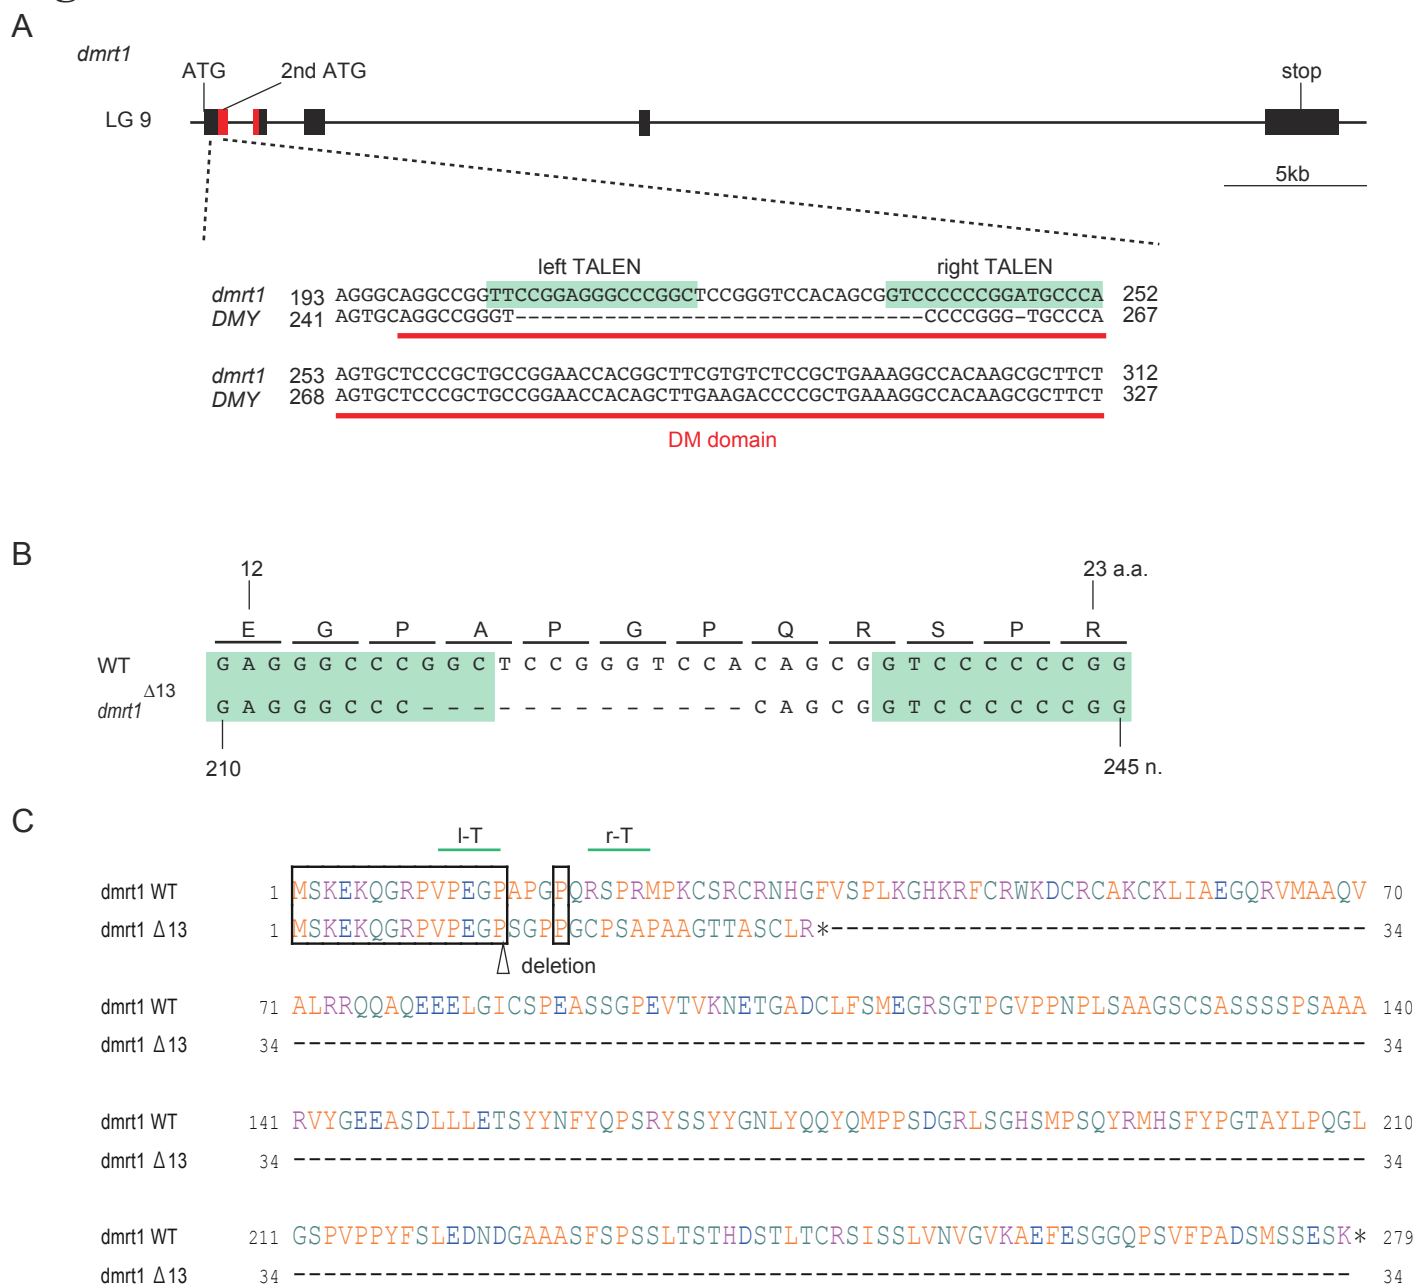 A
dmrt1
ATG 2nd ATG stop
LG 9
5kb
left TALEN right TALEN
dmrt1 193 AGGGCAGGCCGGTTCCGGAGGGCCCGGCTCCGGGTCCACAGCGGTCCCCCCGGATGCCCA 252
DMY 241 AGTGCAGGCCGGGT--------------------------------CCCCGGG-TGCCCA 267
dmrt1 253 AGTGCTCCCGCTGCCGGAACCACGGCTTCGTGTCTCCGCTGAAAGGCCACAAGCGCTTCT 312
DMY 268 AGTGCTCCCGCTGCCGGAACCACAGCTTGAAGACCCCGCTGAAAGGCCACAAGCGCTTCT 327
DM domain
B
12 23 a.a.
E G P A P G P Q R S P R
WT G A G G G C C C G G C T C C G G G T C C A C A G C G G T C C C C C C G G
dmrt1 Δ13 G A G G G C C C - - - - - - - - - - - - - C A G C G G T C C C C C C G G
210 245 n.
C
l-T r-T
dmrt1 WT 1 MSKEKQGRPVPEGPAPGPQRSPRMPKCSRCRNHGFVSPLKGHKRFCRWKDCRCAKCKLIAEGQRVMAAQV 70
dmrt1 Δ13 1 MSKEKQGRPVPEGPSGPPGCPSAPAAGTTASCLR*----------------------------------- 34
deletion
dmrt1 WT 71 ALRRQQAQEEELGICSPEASSGPEVTVKNETGADCLFSMEGRSGTPGVPPNPLSAAGSCSASSSSPSAAA 140
dmrt1 Δ13 34 ---------------------------------------------------------------------- 34
dmrt1 WT 141 RVYGEEASDLLLETSYYNFYQPSRYSSYYGNLYQQYQMPPSDGRLSGHSMPSQYRMHSFYPGTAYLPQGL 210
dmrt1 Δ13 34 ---------------------------------------------------------------------- 34
dmrt1 WT 211 GSPVPPYFSLEDNDGAAASFSPSSLTSTHDSTLTCRSISSLVNVGVKAEFESGGQPSVFPADSMSSESK* 279
dmrt1 Δ13 34 --------------------------------------------------------------------- 34